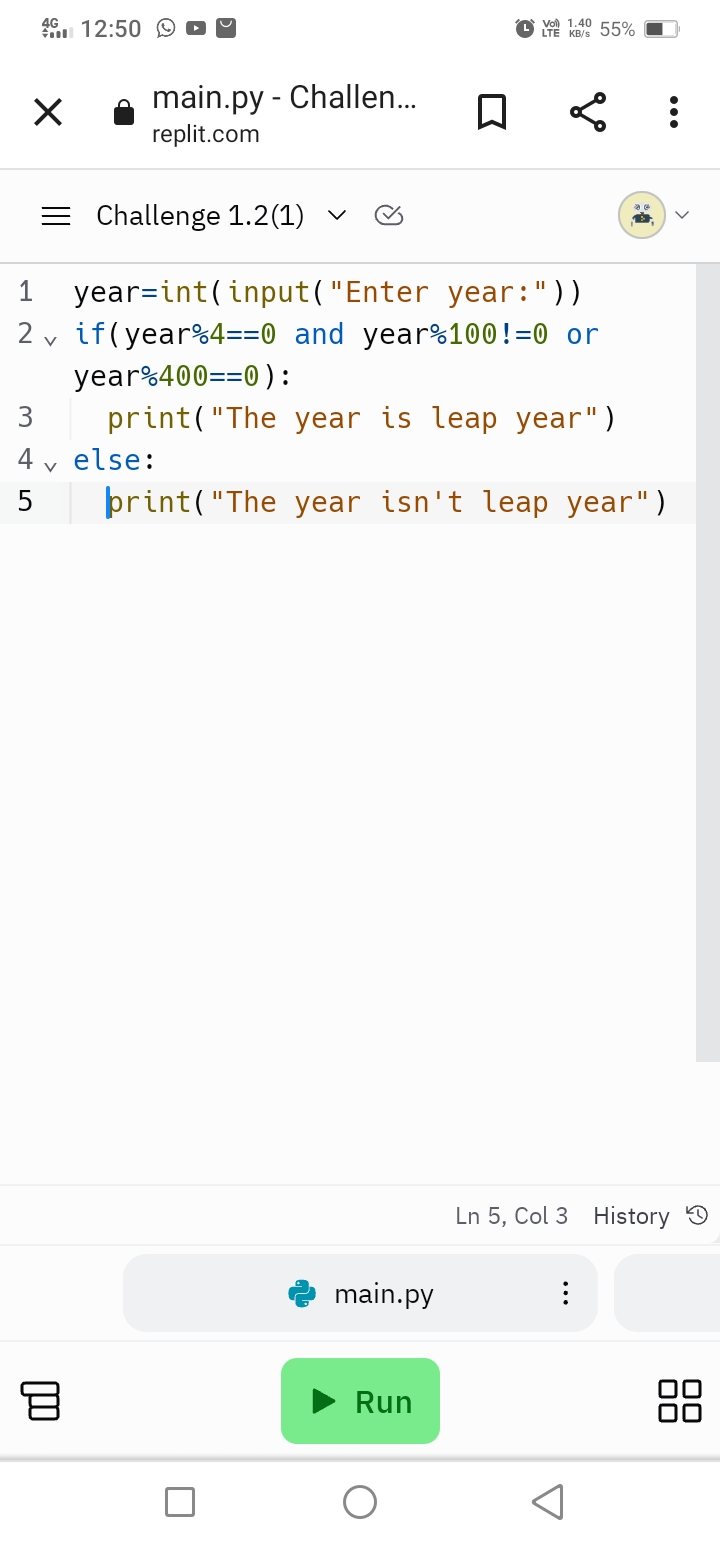 4G 12:50 Vo) LTE 1.40 KB/s 55%
main.py - Challen...
replit.com
Challenge 1.2(1)
1 year=int(input("Enter year:"))
2 if(year%4==0 and year%100!=0 or
year%400==0):
3   print("The year is leap year")
4 else:
5   print("The year isn't leap year")
Ln 5, Col 3 History
main.py
Run